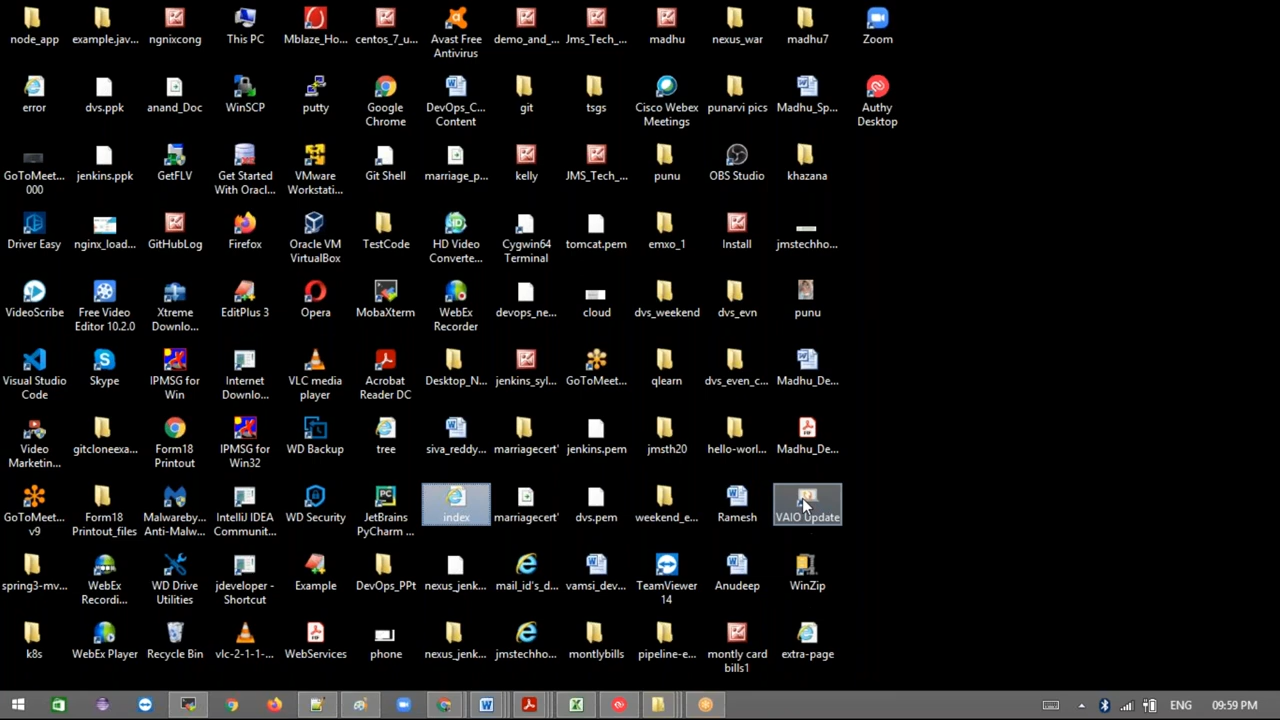 node_app
example.jav...
ngnixcong
This PC
Mblaze_Ho...
centos_7_u...
Avast Free
Antivirus
demo_and_...
Jms_Tech_...
madhu
nexus_war
madhu7
Zoom
error
dvs.ppk
anand_Doc
WinSCP
putty
Google
Chrome
DevOps_C...
Content
git
tsgs
Cisco Webex
Meetings
punarvi pics
Madhu_Sp...
Authy
Desktop
GoToMeet...
000
jenkins.ppk
GetFLV
Get Started
With Oracl...
VMware
Workstati...
Git Shell
marriage_p...
kelly
JMS_Tech_...
punu
OBS Studio
khazana
Driver Easy
nginx_load...
GitHubLog
Firefox
Oracle VM
VirtualBox
TestCode
HD Video
Converte...
Cygwin64
Terminal
tomcat.pem
emxo_1
Install
jmstechho...
VideoScribe
Free Video
Editor 10.2.0
Xtreme
Downlo...
EditPlus 3
Opera
MobaXterm
WebEx
Recorder
devops_ne...
cloud
dvs_weekend
dvs_evn
punu
Visual Studio
Code
Skype
IPMSG for
Win
Internet
Downlo...
VLC media
player
Acrobat
Reader DC
Desktop_N...
jenkins_syl...
GoToMeet...
qlearn
dvs_even_c...
Madhu_De...
Video
Marketin...
gitcloneexa...
Form18
Printout
IPMSG for
Win32
WD Backup
tree
siva_reddy...
marriagecert'
jenkins.pem
jmsth20
hello-worl...
Madhu_De...
GoToMeet...
v9
Form18
Printout_files
Malwareby...
Anti-Malw...
IntelliJ IDEA
Communit...
WD Security
JetBrains
PyCharm ...
index
marriagecert'
dvs.pem
weekend_e...
Ramesh
VAIO Update
spring3-mv...
WebEx
Recordi...
WD Drive
Utilities
jdeveloper -
Shortcut
Example
DevOps_PPt
nexus_jenk...
mail_id's_d...
vamsi_dev...
TeamViewer
14
Anudeep
WinZip
k8s
WebEx Player
Recycle Bin
vlc-2-1-1-...
WebServices
phone
nexus_jenk...
jmstechho...
montlybills
pipeline-e...
montly card
bills1
extra-page
ENG
09:59 PM